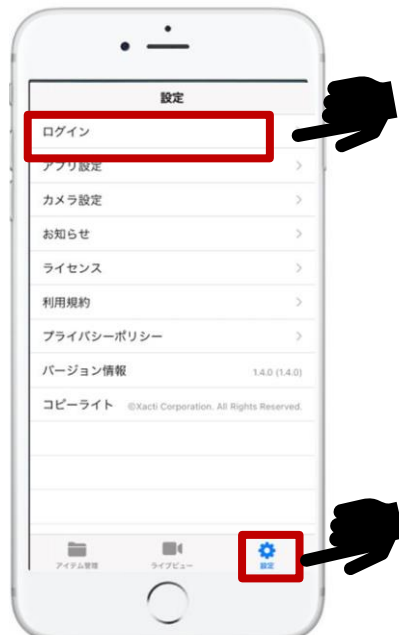 設定
ログイン
アプリ設定
カメラ設定
お知らせ
ライセンス
利用規約
プライバシーポリシー
バージョン情報 1.4.0 (1.4.0)
コピーライト ©Xacti Corporation. All Rights Reserved.
アイテム管理 ライブビュー 設定